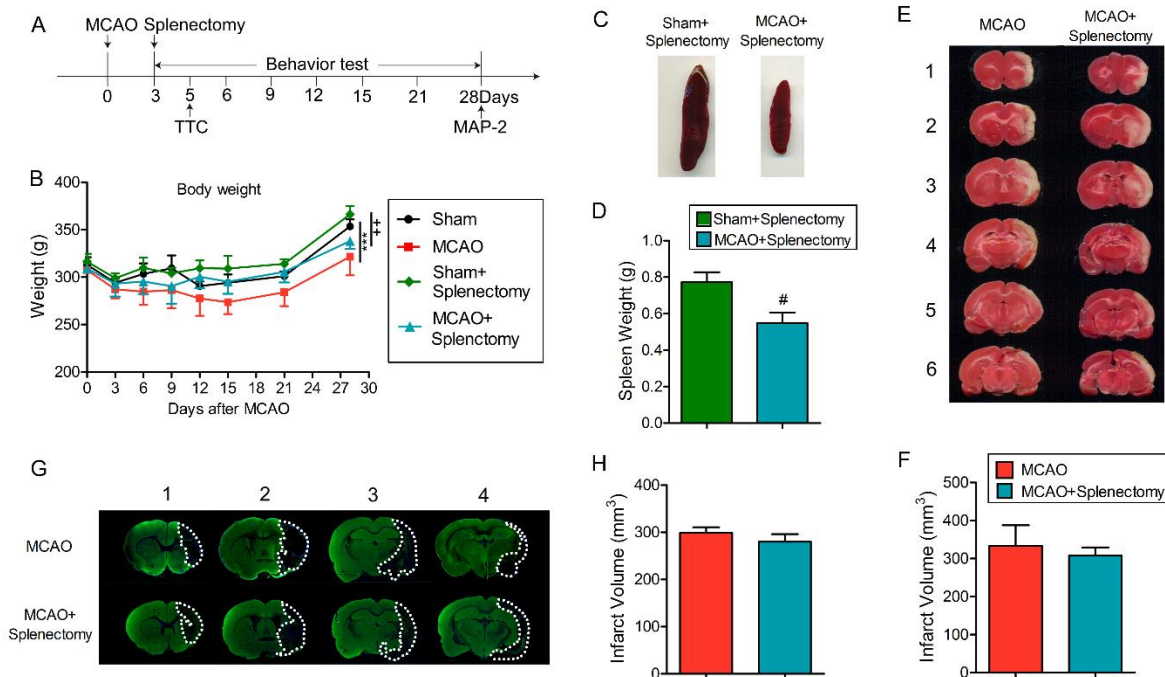 A
MCAO Splenectomy
Behavior test
0 3 5 6 9 12 15 21 28Days
TTC
MAP-2
B
Body weight
Weight (g)
400
350
300
250
200
0 3 6 9 12 15 18 21 24 27 30
Days after MCAO
Sham
MCAO
Sham+
Splenectomy
MCAO+
Splenctomy
***
++
C
Sham+
Splenectomy
MCAO+
Splenectomy
D
Sham+Splenectomy
MCAO+Splenectomy
Spleen Weight (g)
1.0
0.8
0.6
0.4
0.2
0.0
#
E
MCAO
MCAO+
Splenectomy
1
2
3
4
5
6
G
1 2 3 4
MCAO
MCAO+
Splenectomy
H
Infarct Volume (mm³)
400
300
200
100
0
MCAO
MCAO+Splenectomy
F
Infarct Volume (mm³)
500
400
300
200
100
0